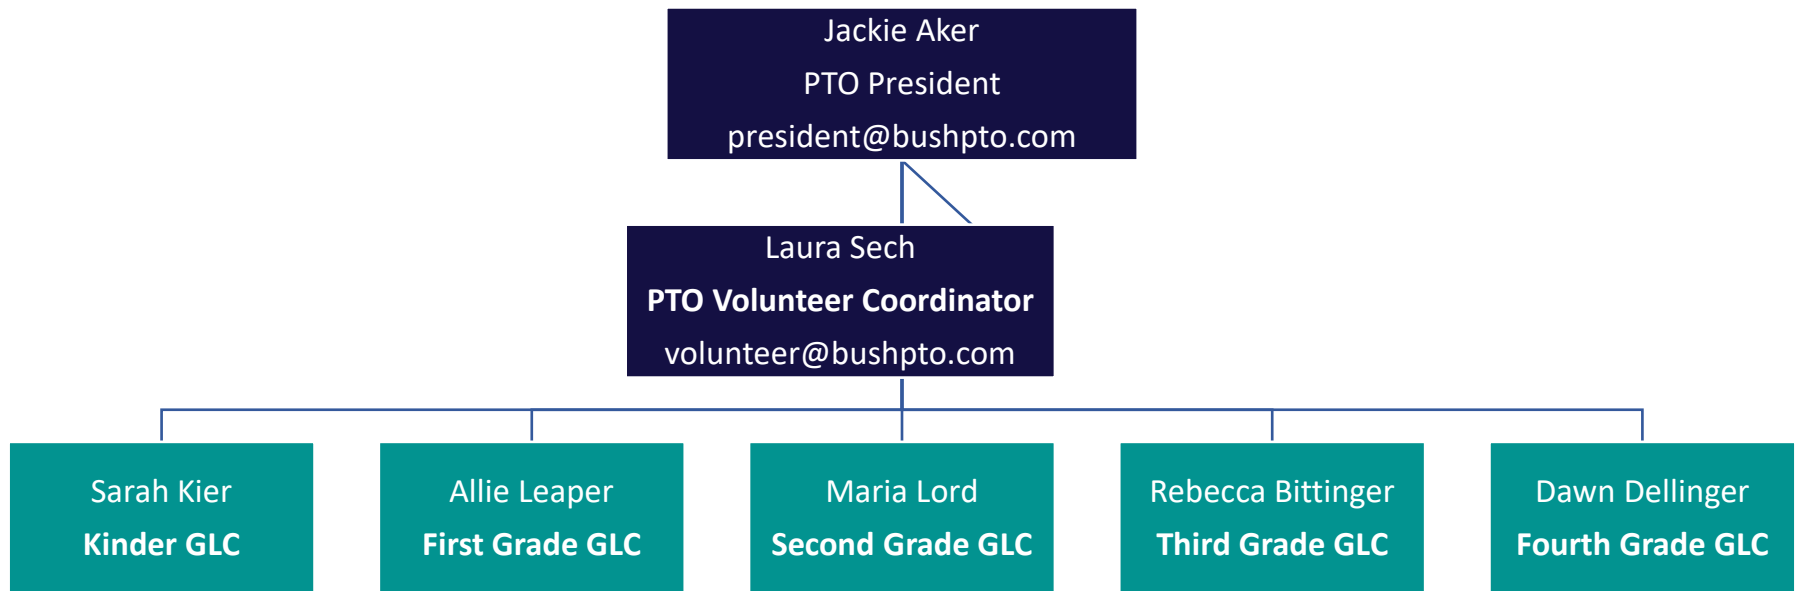 Jackie Aker
PTO President
president@bushpto.com
Laura Sech
PTO Volunteer Coordinator
volunteer@bushpto.com
Sarah Kier
Kinder GLC
Allie Leaper
First Grade GLC
Maria Lord
Second Grade GLC
Rebecca Bittinger
Third Grade GLC
Dawn Dellinger
Fourth Grade GLC